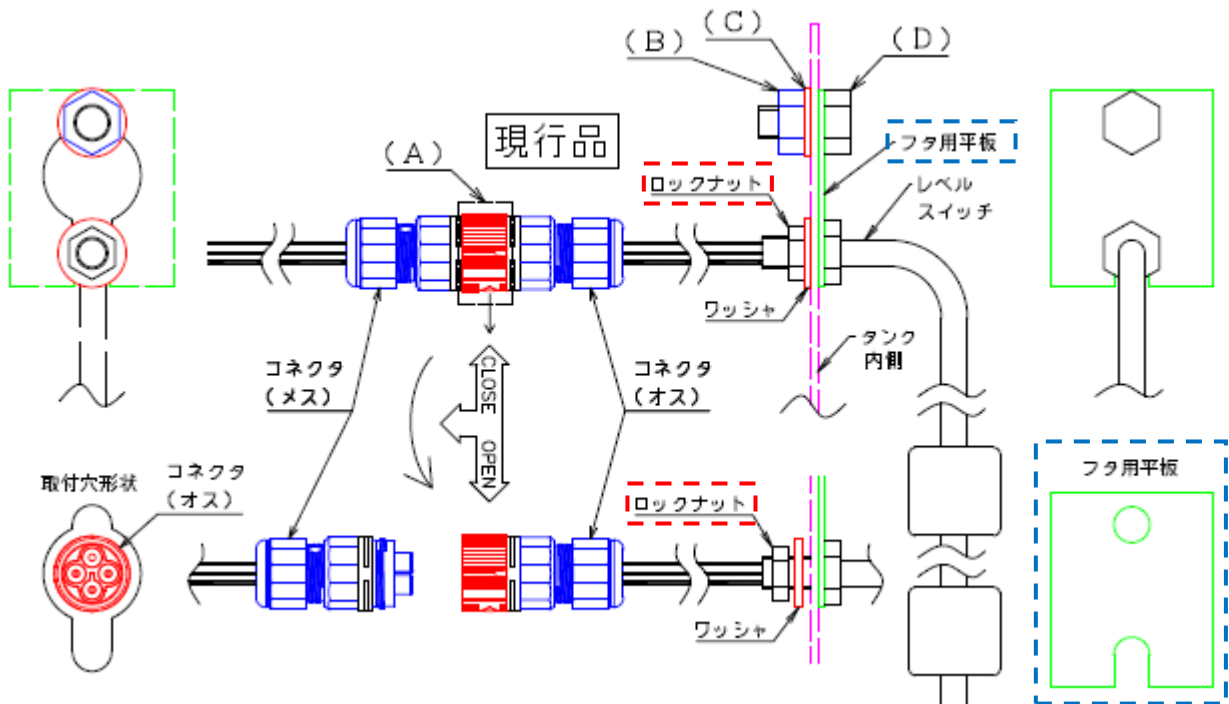 (B)
(C)
(D)
現行品
(A)
フタ用平板
ロックナット
レベル
スイッチ
ワッシャ
タンク
内側
コネクタ
(メス)
CLOSE OPEN
コネクタ
(オス)
取付穴形状
コネクタ
(オス)
ロックナット
ワッシャ
フタ用平板